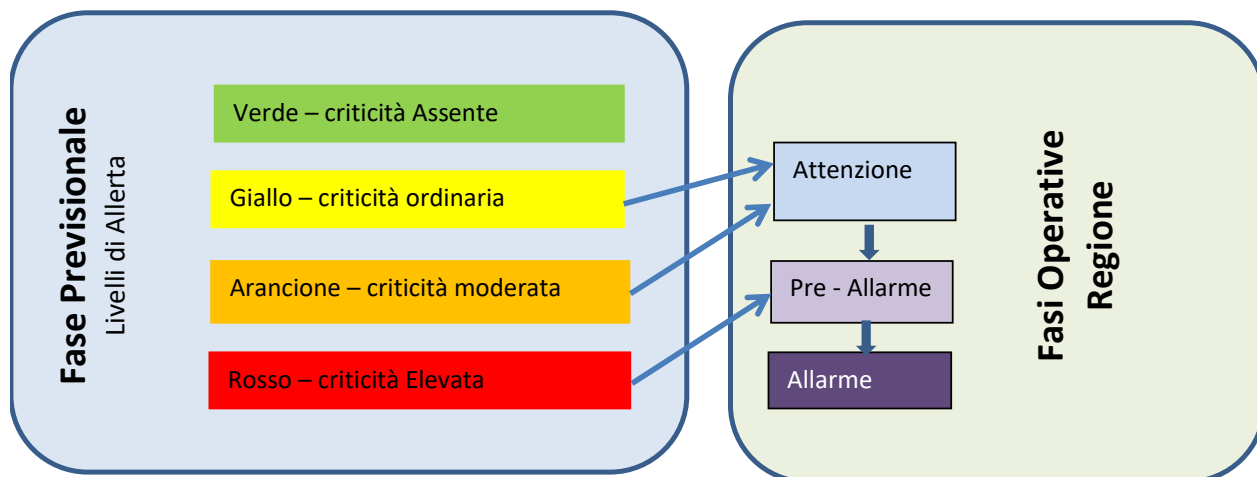 Fase Previsionale
Livelli di Allerta
Verde – criticità Assente
Giallo – criticità ordinaria
Arancione – criticità moderata
Rosso – criticità Elevata
Attenzione
Pre - Allarme
Allarme
Fasi Operative
Regione